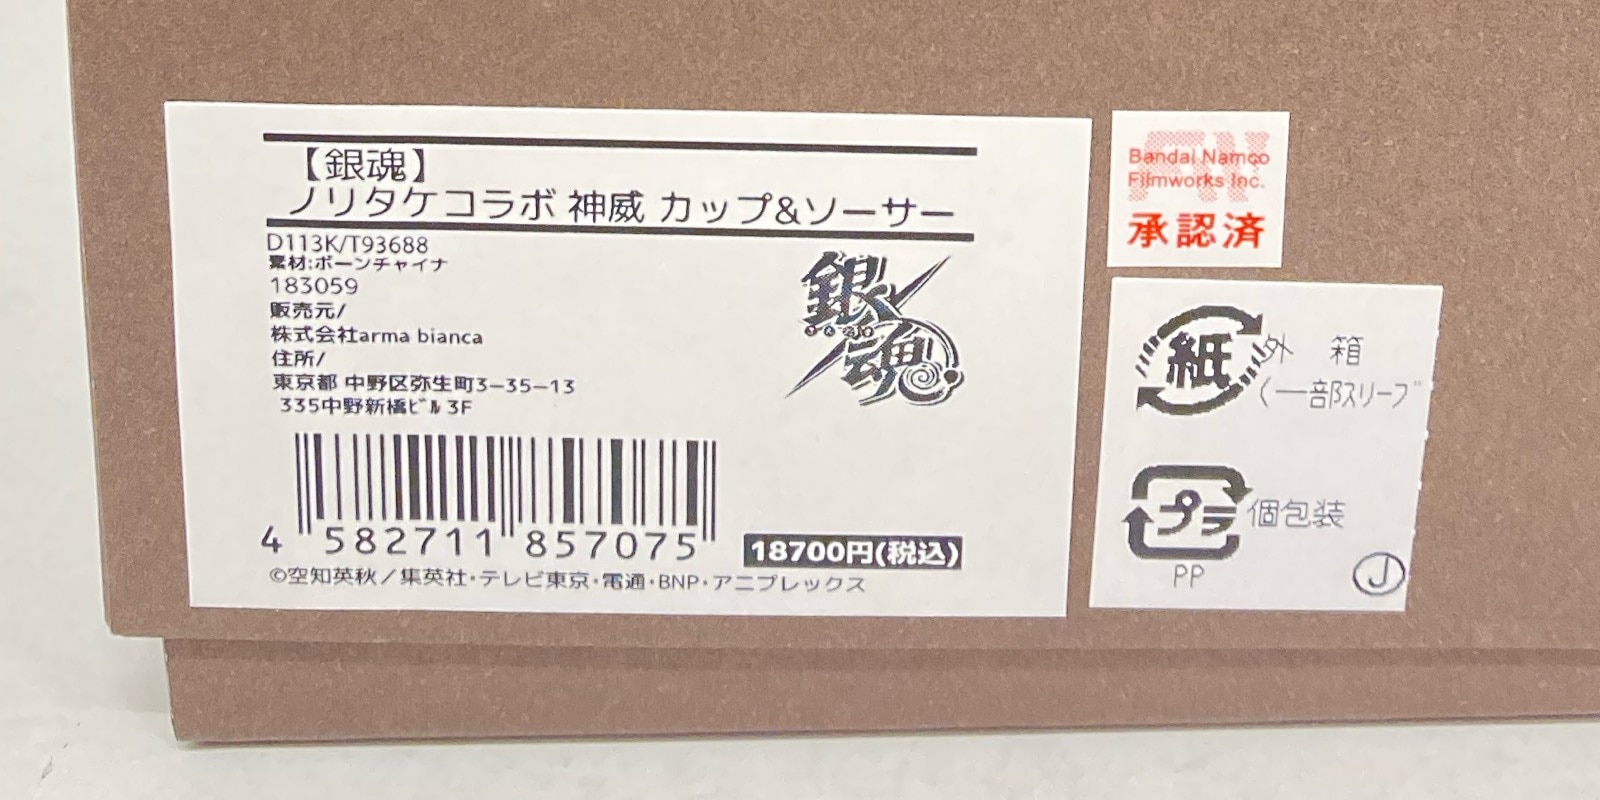 【銀魂】
ノリタケコラボ 神威 カップ&ソーサー
D113K/T93688
素材:ボーンチャイナ
183059
販売元/
株式会社arma bianca
住所/
東京都 中野区弥生町3-35-13
335中野新橋ビル3F
銀魂
4 582711 857075
18700円(税込)
©空知英秋/集英社・テレビ東京・電通・BNP・アニプレックス
Bandai Namco
Filmworks Inc.
承認済
紙 外 箱
(一部スリーブ
プラ 個包装
PP
J